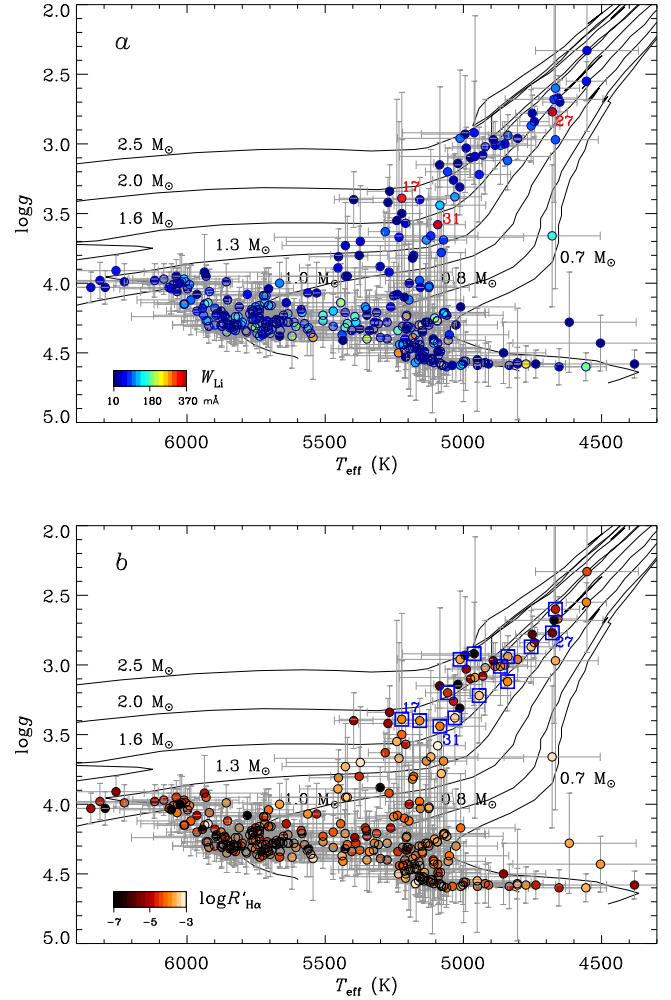 2.0
a
2.5
3.0
3.5
4.0
4.5
5.0
logg
2.5 M⊙
2.0 M⊙
1.6 M⊙
1.3 M⊙
1.0 M⊙
0.8 M⊙
0.7 M⊙
17
27
31
W_Li
10 180 370 mÅ
6000 5500 5000 4500
T_eff (K)
2.0
b
2.5
3.0
3.5
4.0
4.5
5.0
logg
2.5 M⊙
2.0 M⊙
1.6 M⊙
1.3 M⊙
1.0 M⊙
0.8 M⊙
0.7 M⊙
17
27
31
logR′_Hα
-7 -5 -3
6000 5500 5000 4500
T_eff (K)